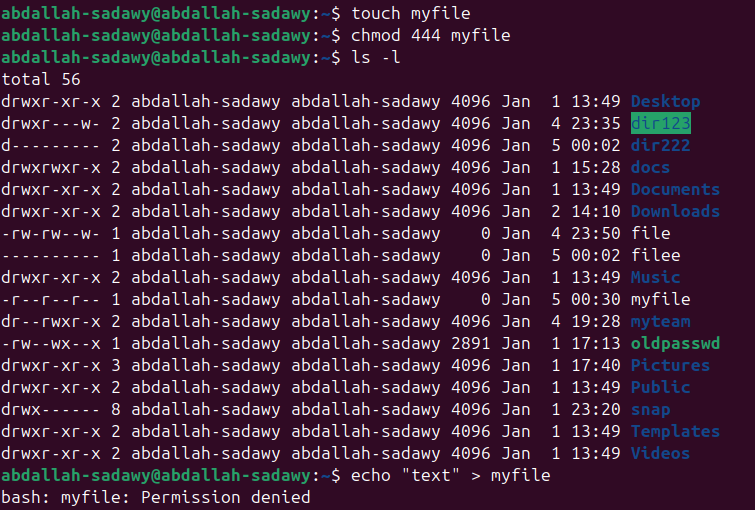 abdallah-sadawy@abdallah-sadawy:~$ touch myfile
abdallah-sadawy@abdallah-sadawy:~$ chmod 444 myfile
abdallah-sadawy@abdallah-sadawy:~$ ls -l
total 56
drwxr-xr-x 2 abdallah-sadawy abdallah-sadawy 4096 Jan  1 13:49 Desktop
drwxr---w- 2 abdallah-sadawy abdallah-sadawy 4096 Jan  4 23:35 dir123
d--------- 2 abdallah-sadawy abdallah-sadawy 4096 Jan  5 00:02 dir222
drwxrwxr-x 2 abdallah-sadawy abdallah-sadawy 4096 Jan  1 15:28 docs
drwxr-xr-x 2 abdallah-sadawy abdallah-sadawy 4096 Jan  1 13:49 Documents
drwxr-xr-x 2 abdallah-sadawy abdallah-sadawy 4096 Jan  2 14:10 Downloads
-rw-rw--w- 1 abdallah-sadawy abdallah-sadawy    0 Jan  4 23:50 file
---------- 1 abdallah-sadawy abdallah-sadawy    0 Jan  5 00:02 filee
drwxr-xr-x 2 abdallah-sadawy abdallah-sadawy 4096 Jan  1 13:49 Music
-r--r--r-- 1 abdallah-sadawy abdallah-sadawy    0 Jan  5 00:30 myfile
dr--rwxr-x 2 abdallah-sadawy abdallah-sadawy 4096 Jan  4 19:28 myteam
-rw--wx--x 1 abdallah-sadawy abdallah-sadawy 2891 Jan  1 17:13 oldpasswd
drwxr-xr-x 3 abdallah-sadawy abdallah-sadawy 4096 Jan  1 17:40 Pictures
drwxr-xr-x 2 abdallah-sadawy abdallah-sadawy 4096 Jan  1 13:49 Public
drwx------ 8 abdallah-sadawy abdallah-sadawy 4096 Jan  1 23:20 snap
drwxr-xr-x 2 abdallah-sadawy abdallah-sadawy 4096 Jan  1 13:49 Templates
drwxr-xr-x 2 abdallah-sadawy abdallah-sadawy 4096 Jan  1 13:49 Videos
abdallah-sadawy@abdallah-sadawy:~$ echo "text" > myfile
bash: myfile: Permission denied